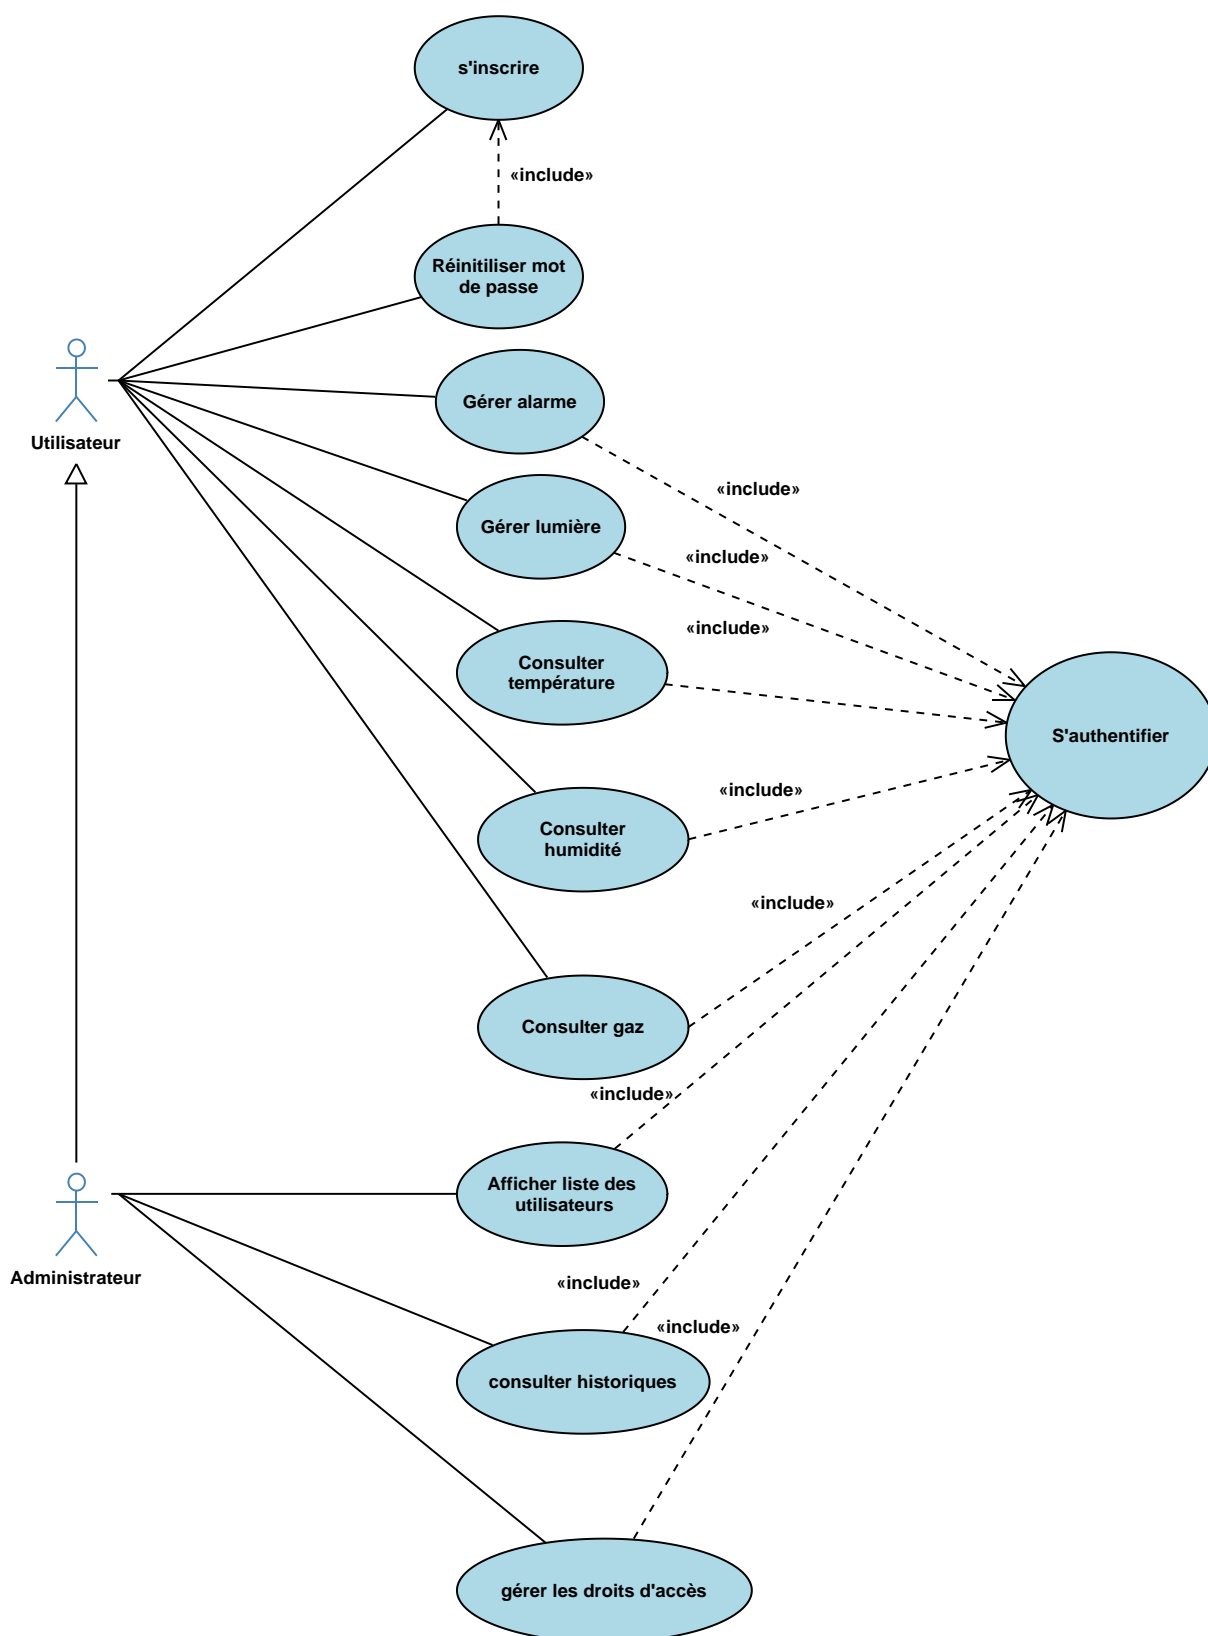 s'inscrire
«include»
Réinitiliser mot
de passe
Utilisateur
Gérer alarme
«include»
Gérer lumière
«include»
«include»
Consulter
température
S'authentifier
«include»
Consulter
humidité
«include»
Consulter gaz
«include»
Afficher liste des
utilisateurs
Administrateur
«include»
«include»
consulter historiques
gérer les droits d'accès